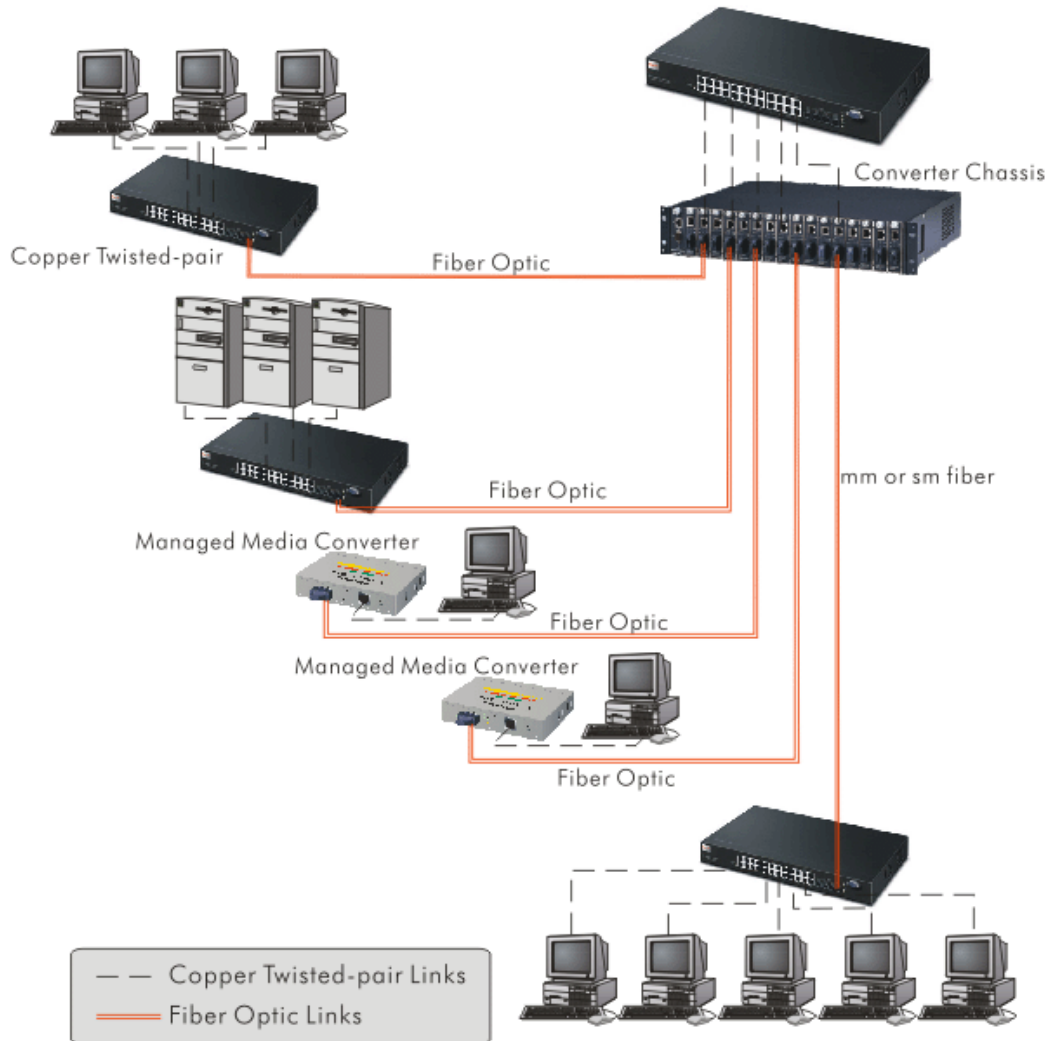 Converter Chassis
Copper Twisted-pair
Fiber Optic
mm or sm fiber
Fiber Optic
Managed Media Converter
Fiber Optic
Managed Media Converter
Fiber Optic
Copper Twisted-pair Links
Fiber Optic Links